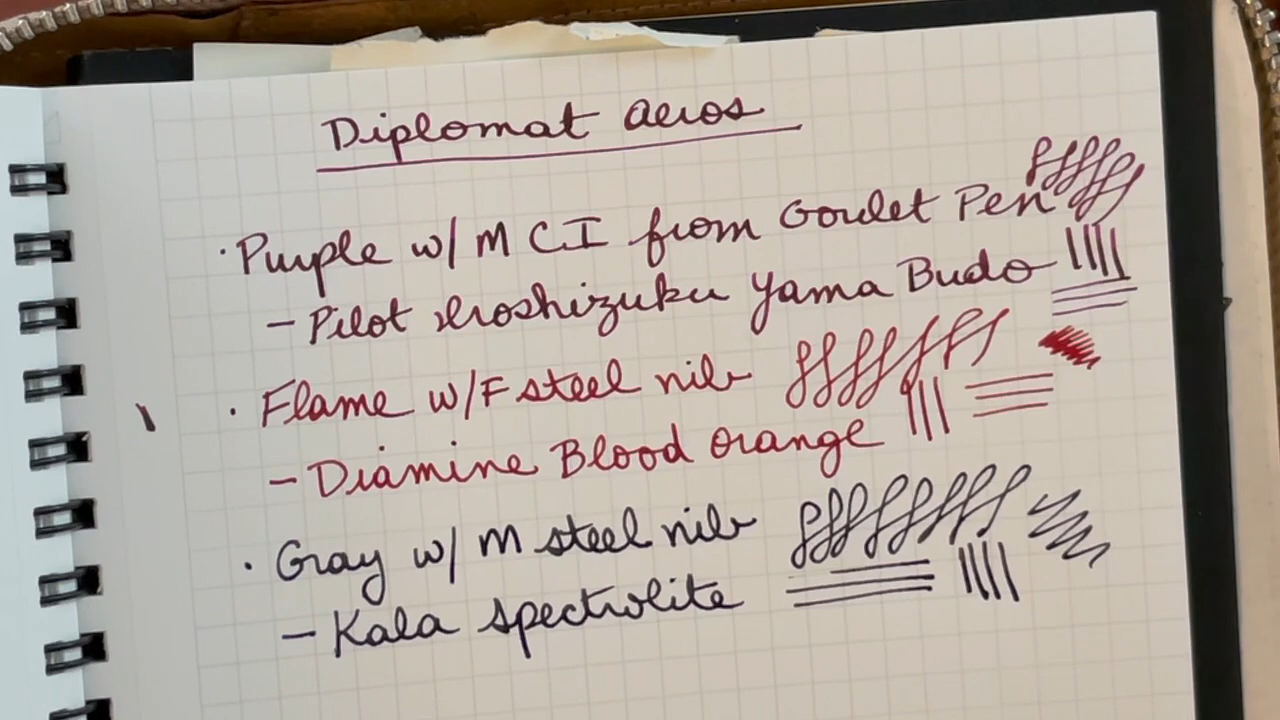 Diplomat Aeros
· Purple w/ M C I from Goulet Pen
- Pilot Iroshizuku Yama Budo
· Flame w/ F steel nib
- Diamine Blood Orange
· Gray w/ M steel nib
- Kala Spectrolite